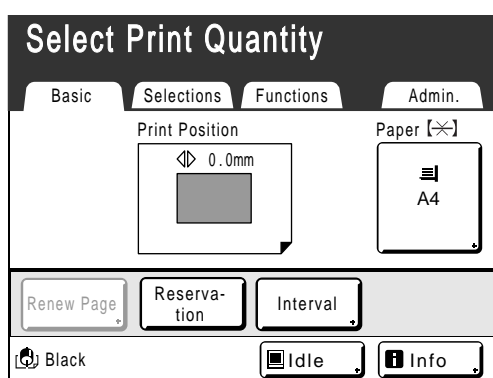 Select Print Quantity
Basic Selections Functions Admin.
Print Position Paper【⚹】
0.0mm
A4
Renew Page Reserva-
tion Interval
Black Idle Info